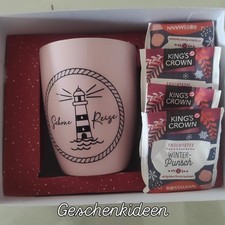 Schöne Reise
KING'S
CROWN
KING'S
CROWN
KING'S
CROWN
WINTER-
PUNSCH
Geschenkideen